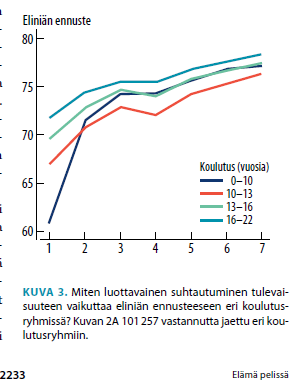 Eliniän ennuste
80
75
70
65
60
1 2 3 4 5 6 7
Koulutus (vuosia)
0–10
10–13
13–16
16–22
KUVA 3. Miten luottavainen suhtautuminen tulevai-
suuteen vaikuttaa eliniän ennusteeseen eri koulutus-
ryhmissä? Kuvan 2A 101 257 vastannutta jaettu eri kou-
lutusryhmiin.
2233
Elämä pelissä